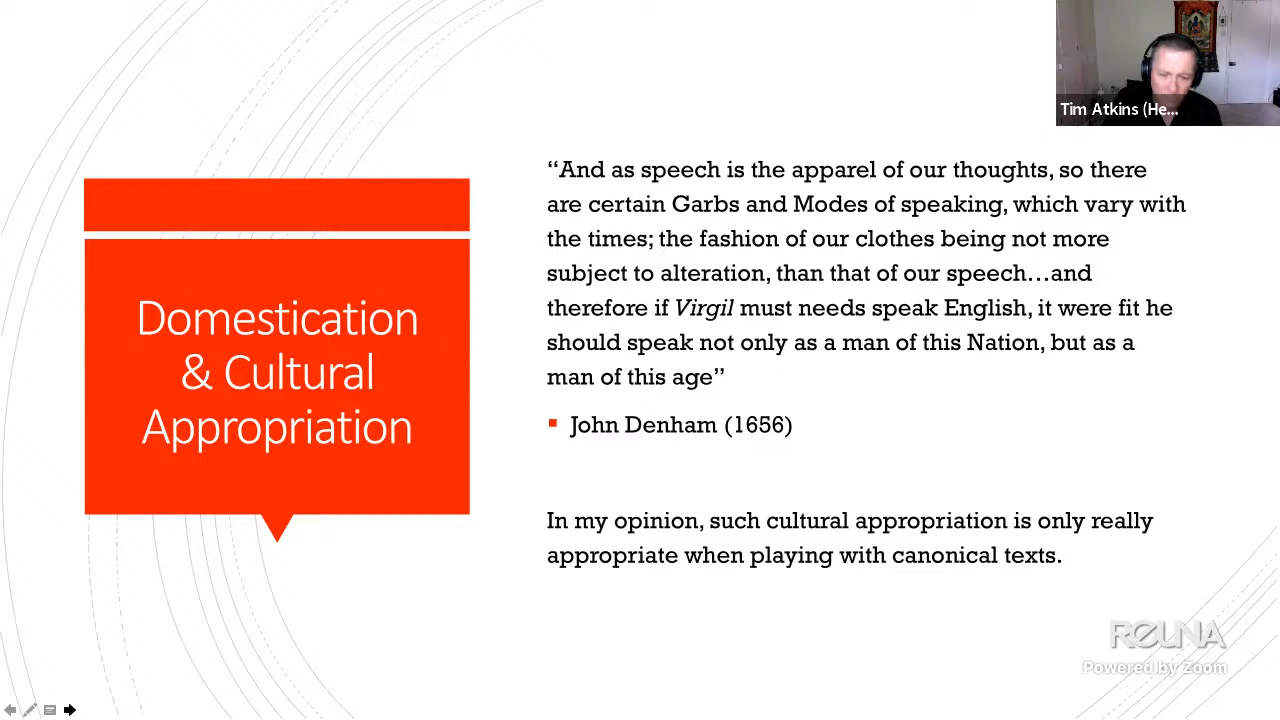 Tim Atkins (He...
Domestication
& Cultural
Appropriation
“And as speech is the apparel of our thoughts, so there
are certain Garbs and Modes of speaking, which vary with
the times; the fashion of our clothes being not more
subject to alteration, than that of our speech…and
therefore if Virgil must needs speak English, it were fit he
should speak not only as a man of this Nation, but as a
man of this age”
▪ John Denham (1656)
In my opinion, such cultural appropriation is only really
appropriate when playing with canonical texts.
REUNA
Powered by Zoom